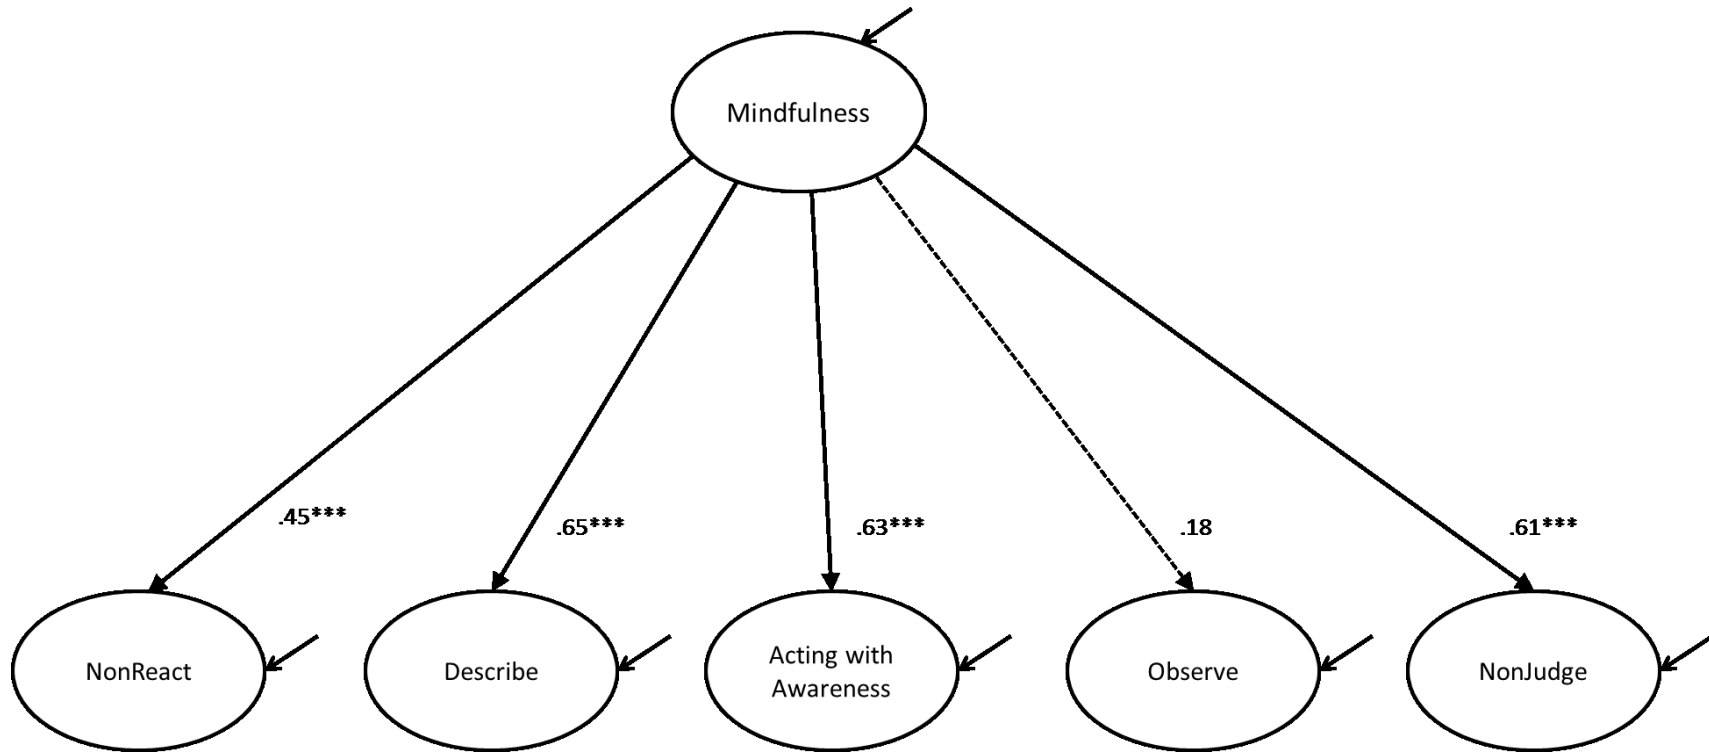 Mindfulness
.45***
.65***
.63***
.18
.61***
NonReact
Describe
Acting with
Awareness
Observe
NonJudge